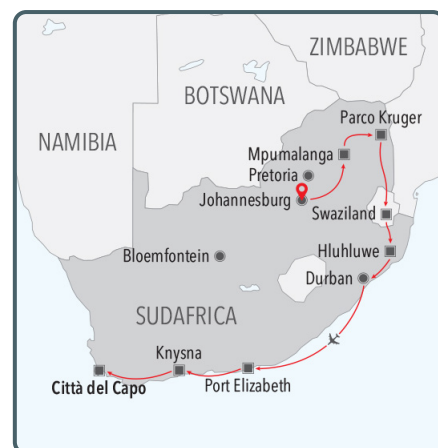 ZIMBABWE
BOTSWANA
NAMIBIA
Parco Kruger
Mpumalanga
Pretoria
Johannesburg
Swaziland
Hluhluwe
Bloemfontein
Durban
SUDAFRICA
Knysna
Città del Capo
Port Elizabeth